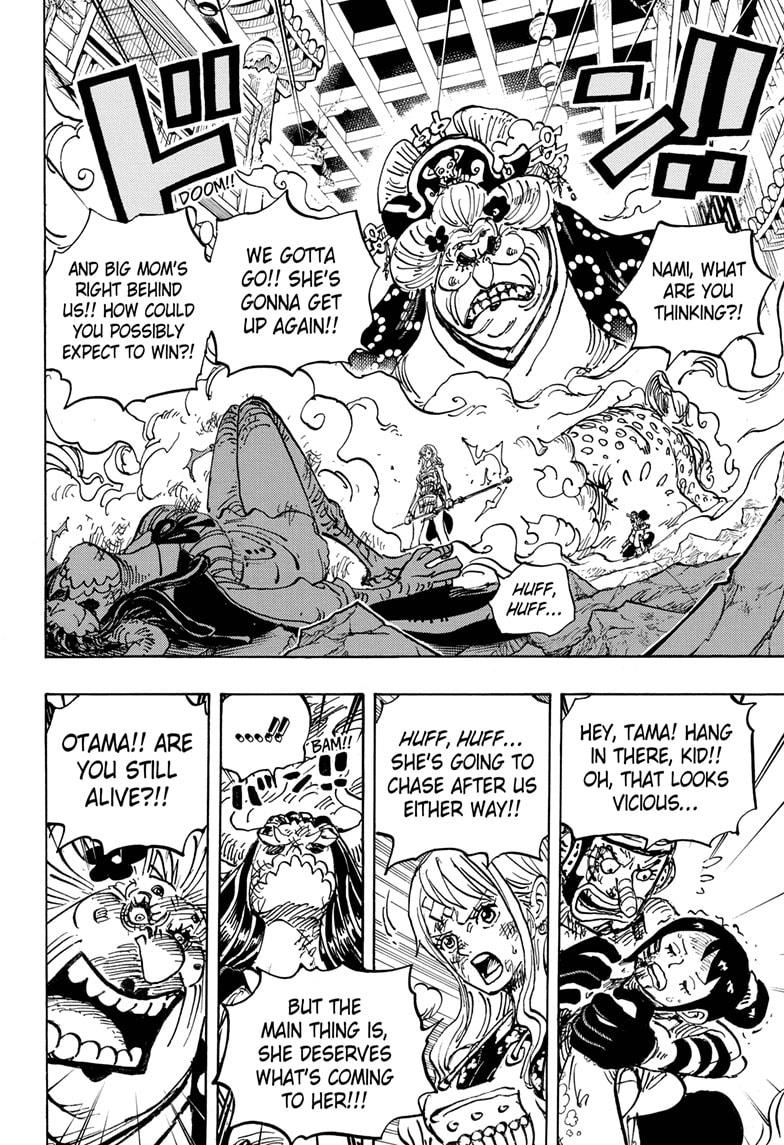 ドーン!!
DOOM!!
NAMI, WHAT
ARE YOU
THINKING?!
WE GOTTA
GO!! SHE'S
GONNA GET
UP AGAIN!!
AND BIG MOM'S
RIGHT BEHIND
US!! HOW COULD
YOU POSSIBLY
EXPECT TO WIN?!
HUFF,
HUFF...
HEY, TAMA! HANG
IN THERE, KID!!
OH, THAT LOOKS
VICIOUS...
HUFF, HUFF...
SHE'S GOING TO
CHASE AFTER US
EITHER WAY!!
BUT THE
MAIN THING IS,
SHE DESERVES
WHAT'S COMING
TO HER!!!
...!!
BAM!!
OTAMA!! ARE
YOU STILL
ALIVE?!!